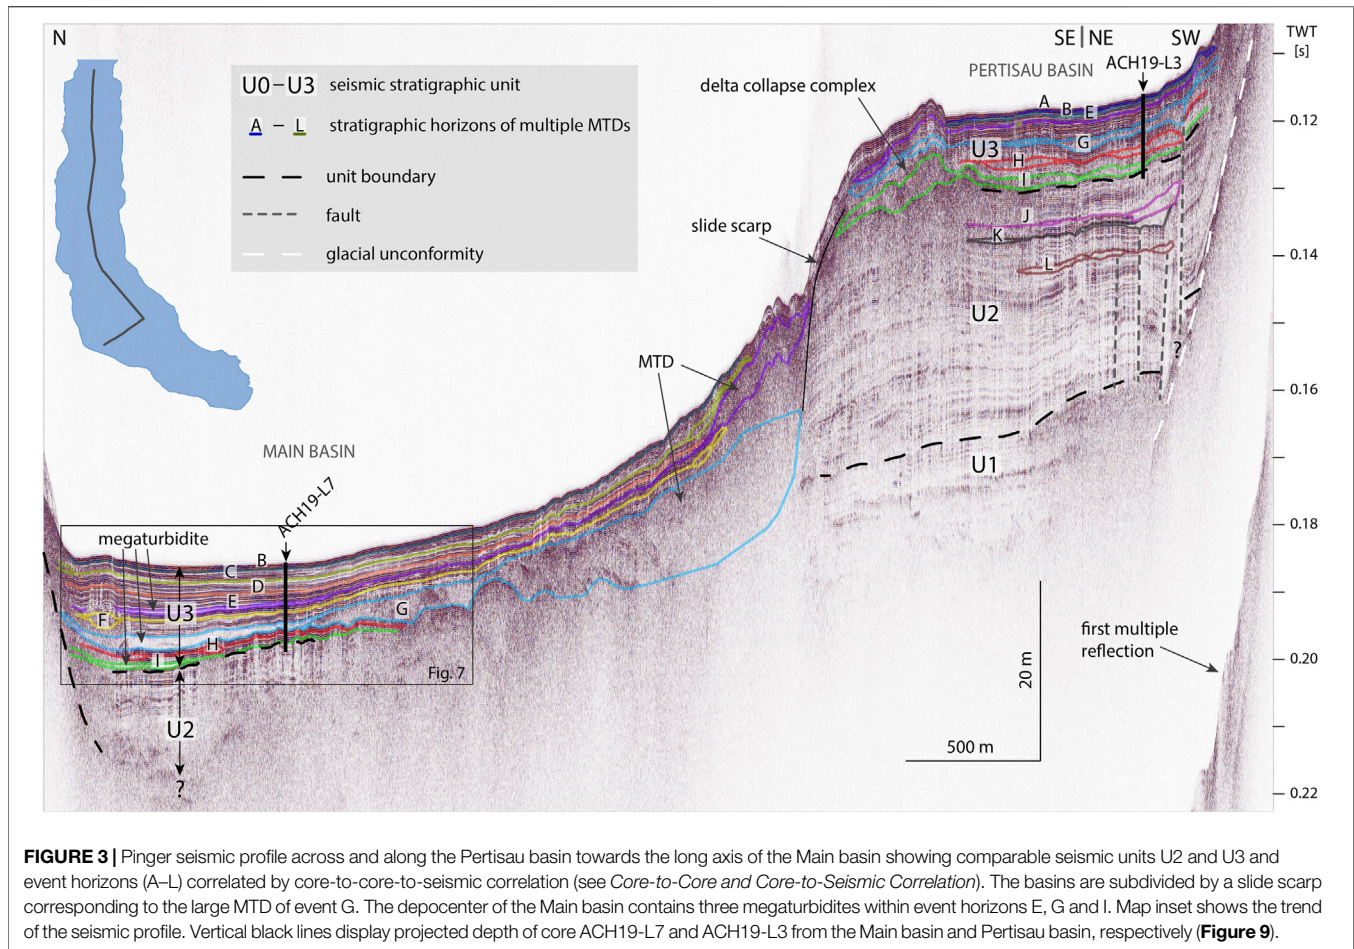 N
SE | NE
SW
TWT
[s]
U0 – U3 seismic stratigraphic unit
A – L stratigraphic horizons of multiple MTDs
unit boundary
fault
glacial unconformity
PERTISAU BASIN
ACH19-L3
delta collapse complex
A
B
E
0.12
G
U3
H
I
J
slide scarp
K
0.14
L
U2
?
MTD
0.16
MAIN BASIN
U1
ACH19-L7
0.18
megaturbidite
B
C
D
E
F
U3
G
H
I
Fig. 7
first multiple
reflection
0.20
20 m
U2
500 m
?
0.22
FIGURE 3 | Pinger seismic profile across and along the Pertisau basin towards the long axis of the Main basin showing comparable seismic units U2 and U3 and
event horizons (A–L) correlated by core-to-core-to-seismic correlation (see Core-to-Core and Core-to-Seismic Correlation). The basins are subdivided by a slide scarp
corresponding to the large MTD of event G. The depocenter of the Main basin contains three megaturbidites within event horizons E, G and I. Map inset shows the trend
of the seismic profile. Vertical black lines display projected depth of core ACH19-L7 and ACH19-L3 from the Main basin and Pertisau basin, respectively (Figure 9).